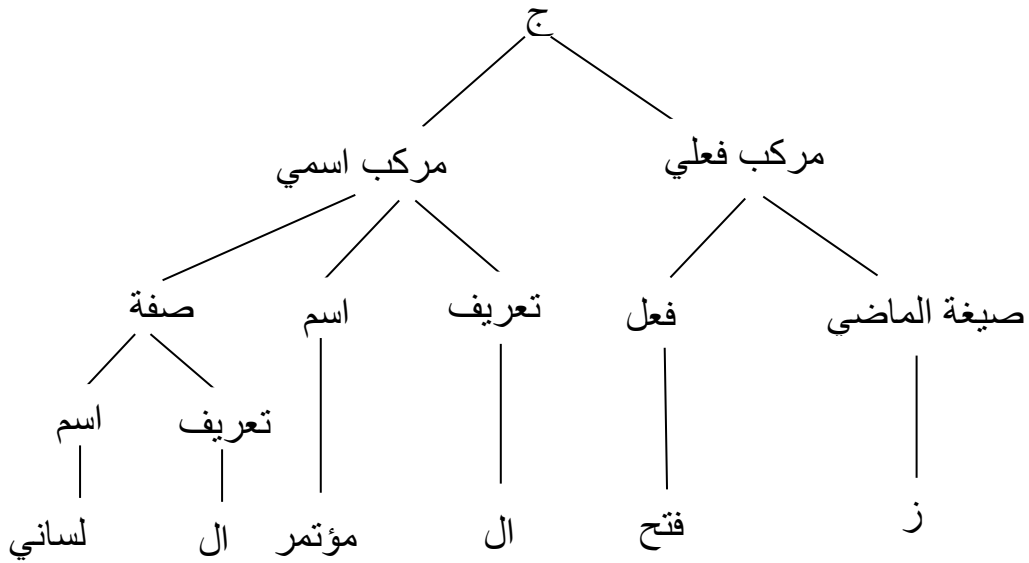 ج
مركب فعلي مركب اسمي
صيغة الماضي فعل تعريف اسم صفة
تعريف اسم
ز فتح ال مؤتمر ال لساني